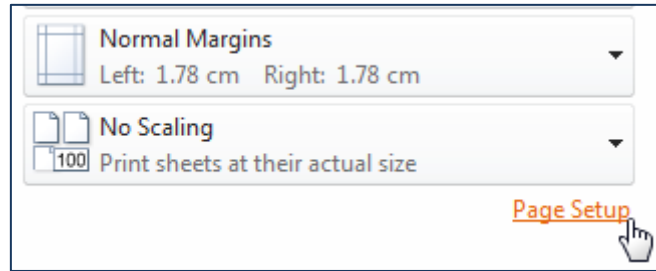 Normal Margins
Left: 1.78 cm Right: 1.78 cm
No Scaling
100 Print sheets at their actual size
Page Setup